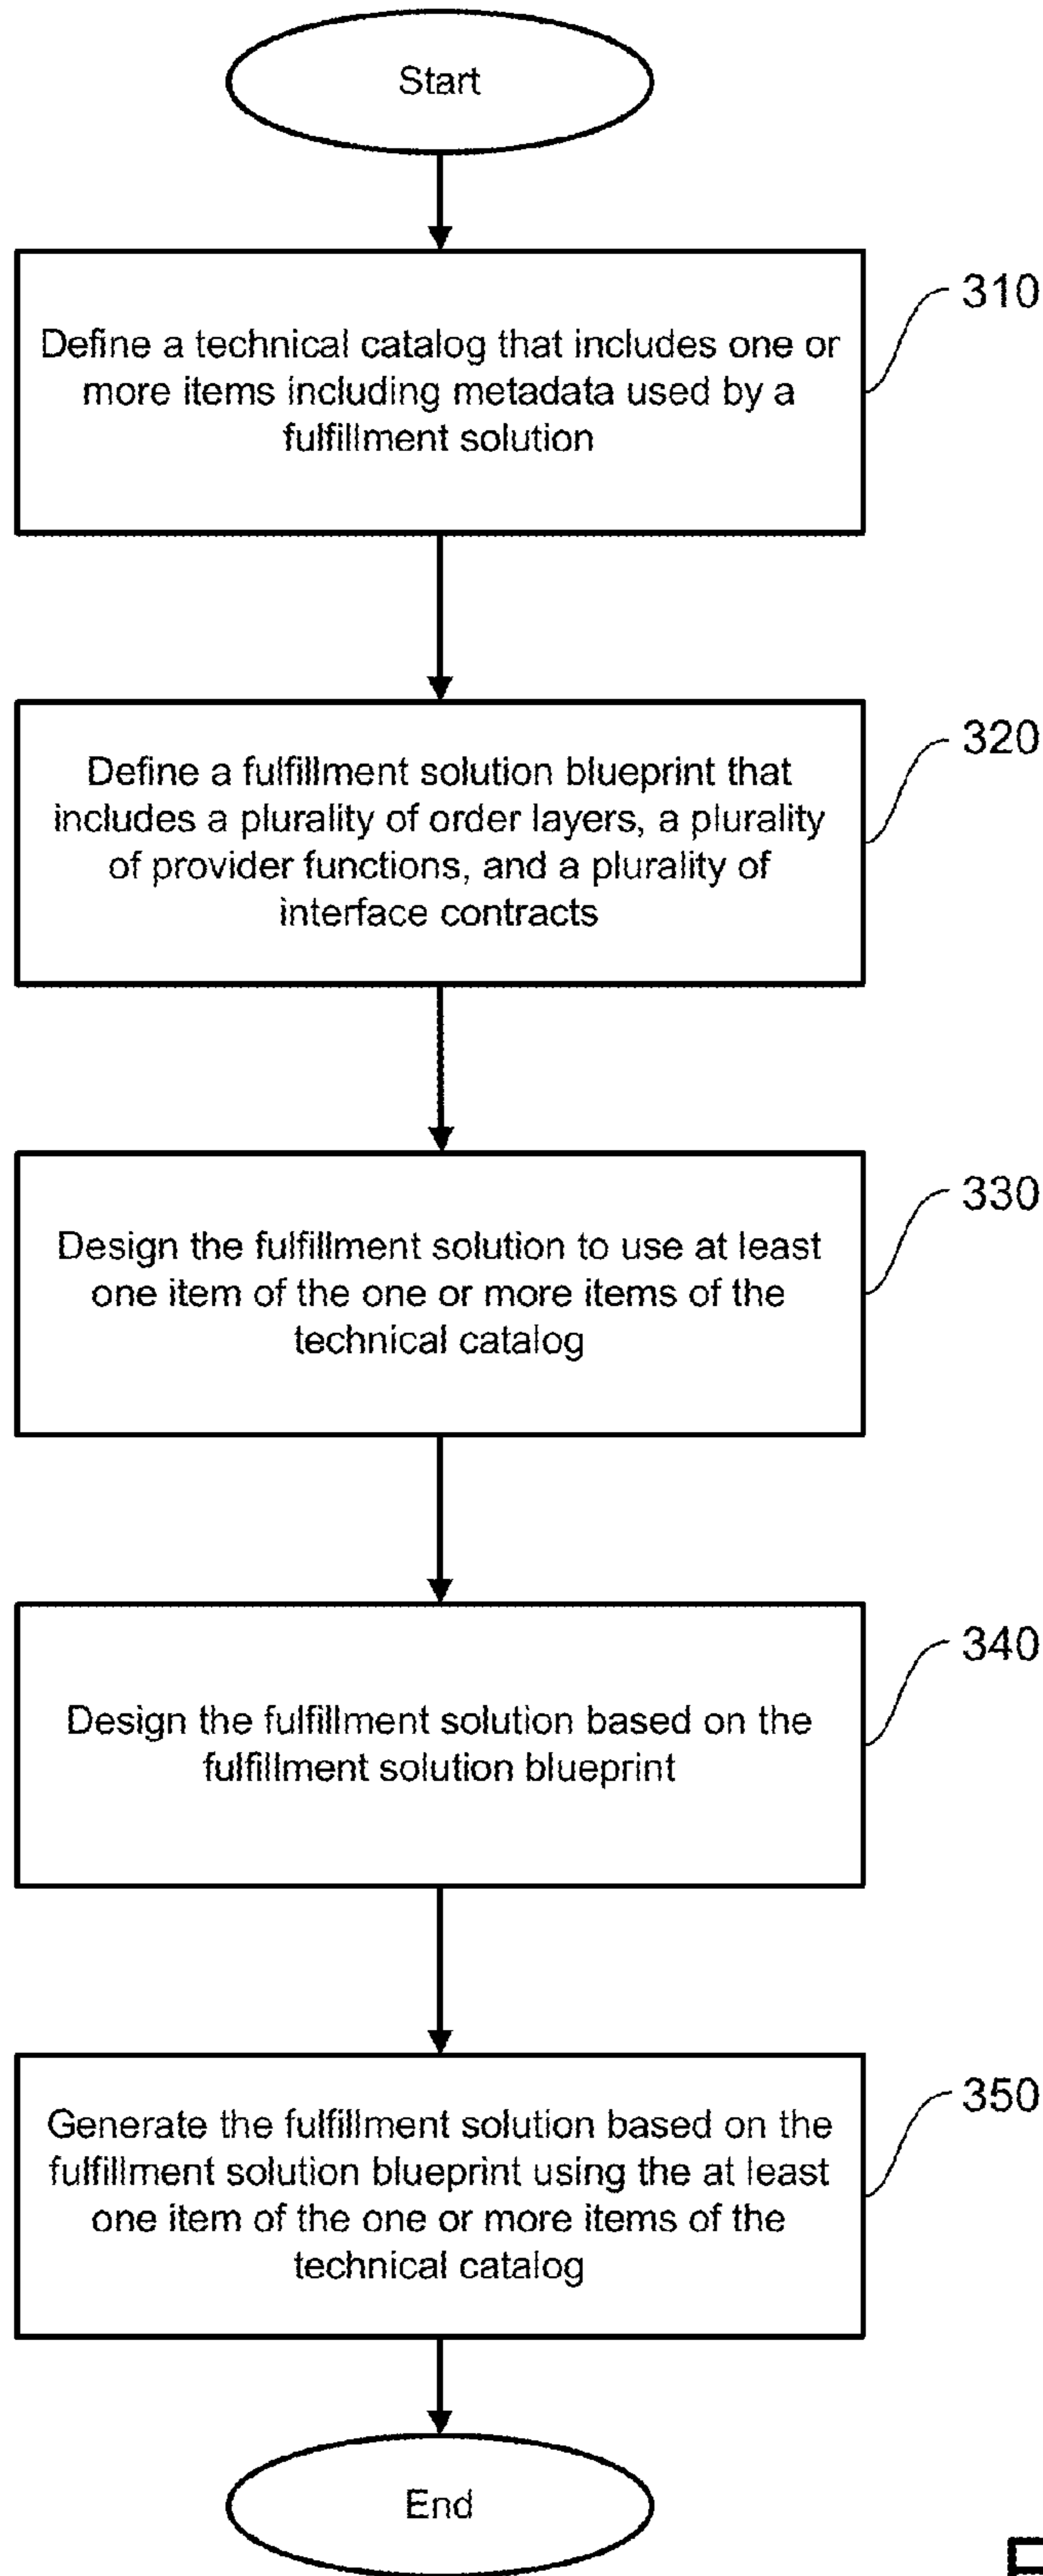 Start
Define a technical catalog that includes one or
more items including metadata used by a
fulfillment solution
310
Define a fulfillment solution blueprint that
includes a plurality of order layers, a plurality
of provider functions, and a plurality of
interface contracts
320
Design the fulfillment solution to use at least
one item of the one or more items of the
technical catalog
330
Design the fulfillment solution based on the
fulfillment solution blueprint
340
Generate the fulfillment solution based on the
fulfillment solution blueprint using the at least
one item of the one or more items of the
technical catalog
350
End